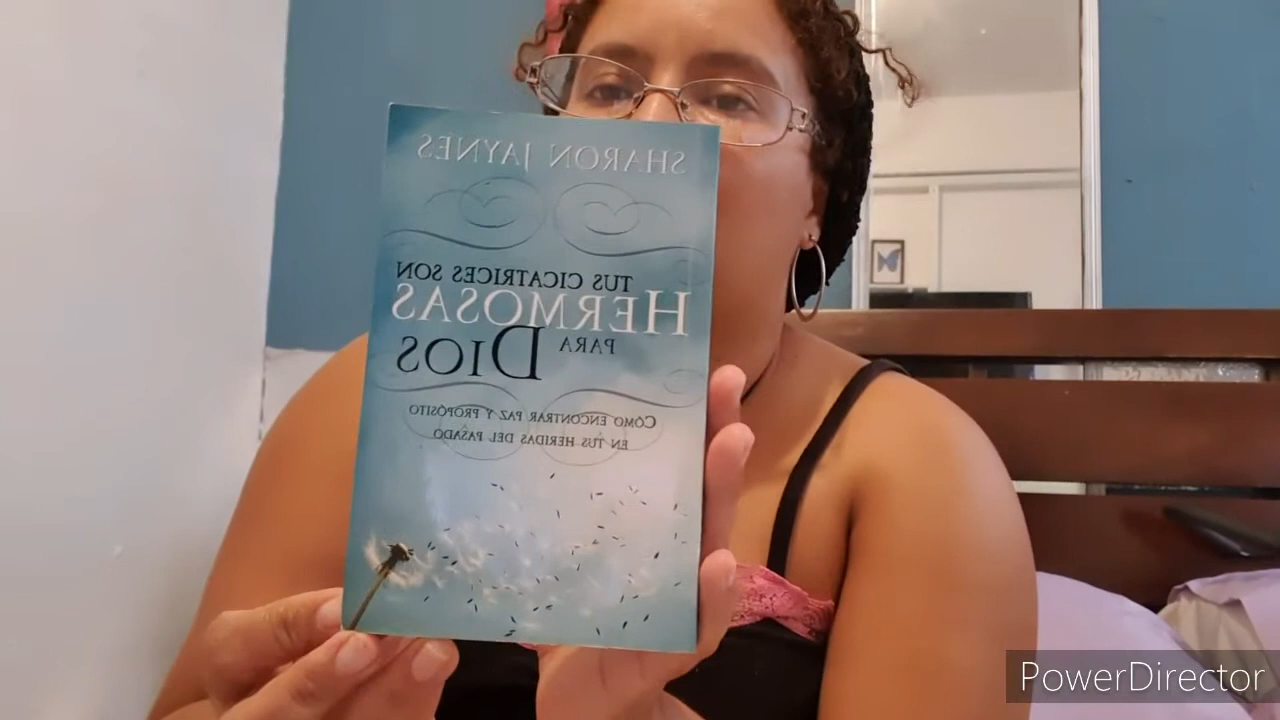 SHARON JAYNES
TUS CICATRICES SON
HERMOSAS
PARA DIOS
CÓMO ENCONTRAR PAZ Y PROPÓSITO
EN TUS HERIDAS DEL PASADO
PowerDirector